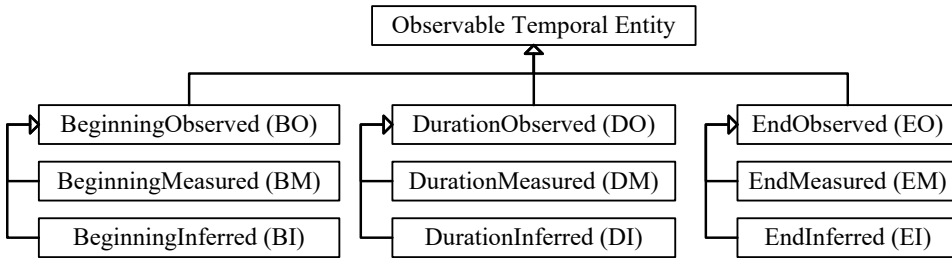 Observable Temporal Entity
BeginningObserved (BO)
DurationObserved (DO)
EndObserved (EO)
BeginningMeasured (BM)
DurationMeasured (DM)
EndMeasured (EM)
BeginningInferred (BI)
DurationInferred (DI)
EndInferred (EI)